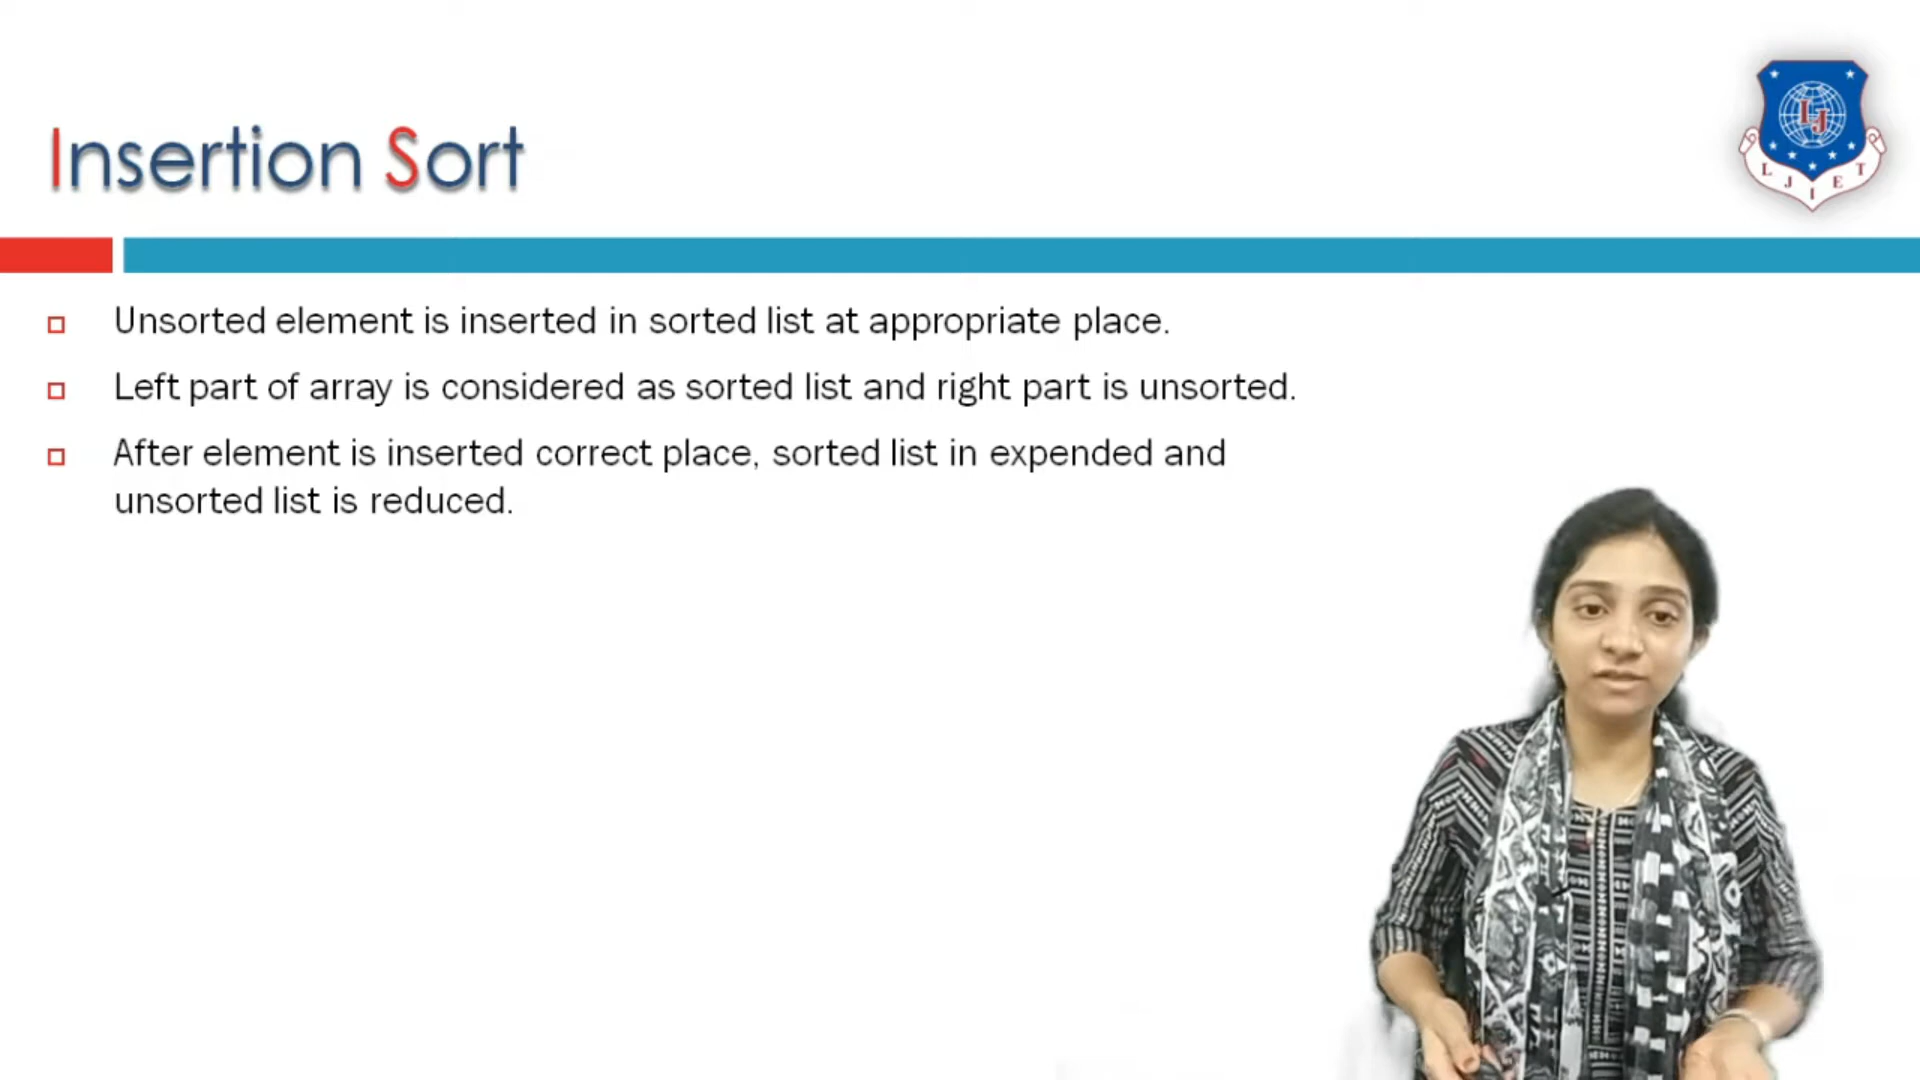 Insertion Sort
LJ
LJIET
Unsorted element is inserted in sorted list at appropriate place.
Left part of array is considered as sorted list and right part is unsorted.
After element is inserted correct place, sorted list in expended and
unsorted list is reduced.